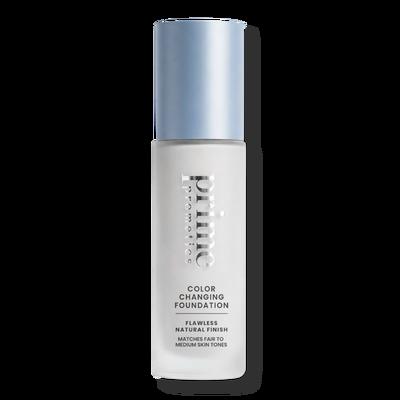 prime
prometics
COLOR
CHANGING
FOUNDATION
FLAWLESS
NATURAL FINISH
MATCHES FAIR TO
MEDIUM SKIN TONES